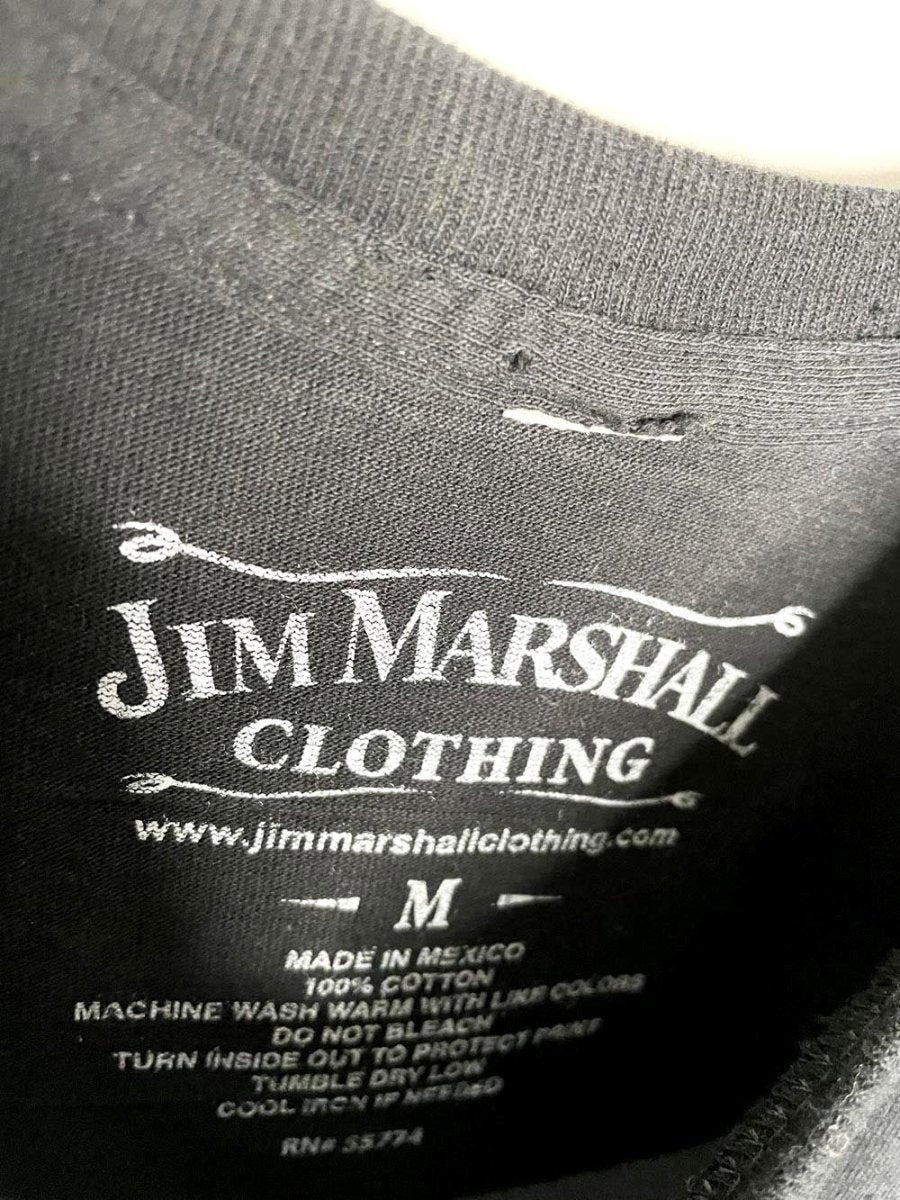 JIM MARSHALL
CLOTHING
www.jimmarshallclothing.com
M
MADE IN MEXICO
100% COTTON
MACHINE WASH WARM WITH LIKE COLORS
DO NOT BLEACH
TURN INSIDE OUT TO PROTECT PRINT
TUMBLE DRY LOW
COOL IRON IF NEEDED
RN#